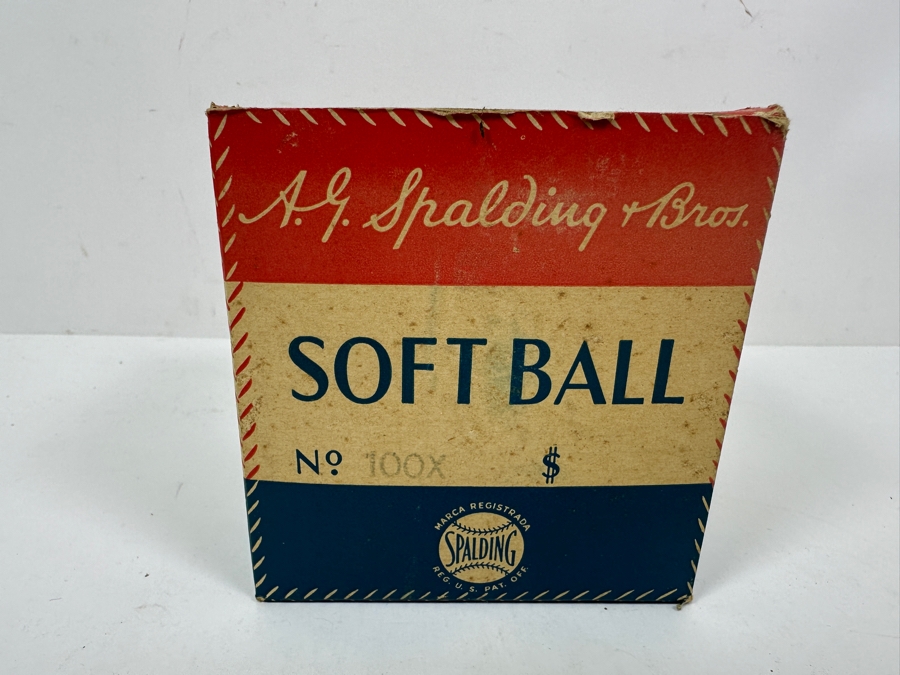 A.G. Spalding & Bros.
SOFT BALL
Nº 100X $
MARCA REGISTRADA
SPALDING
REG. U. S. PAT. OFF.